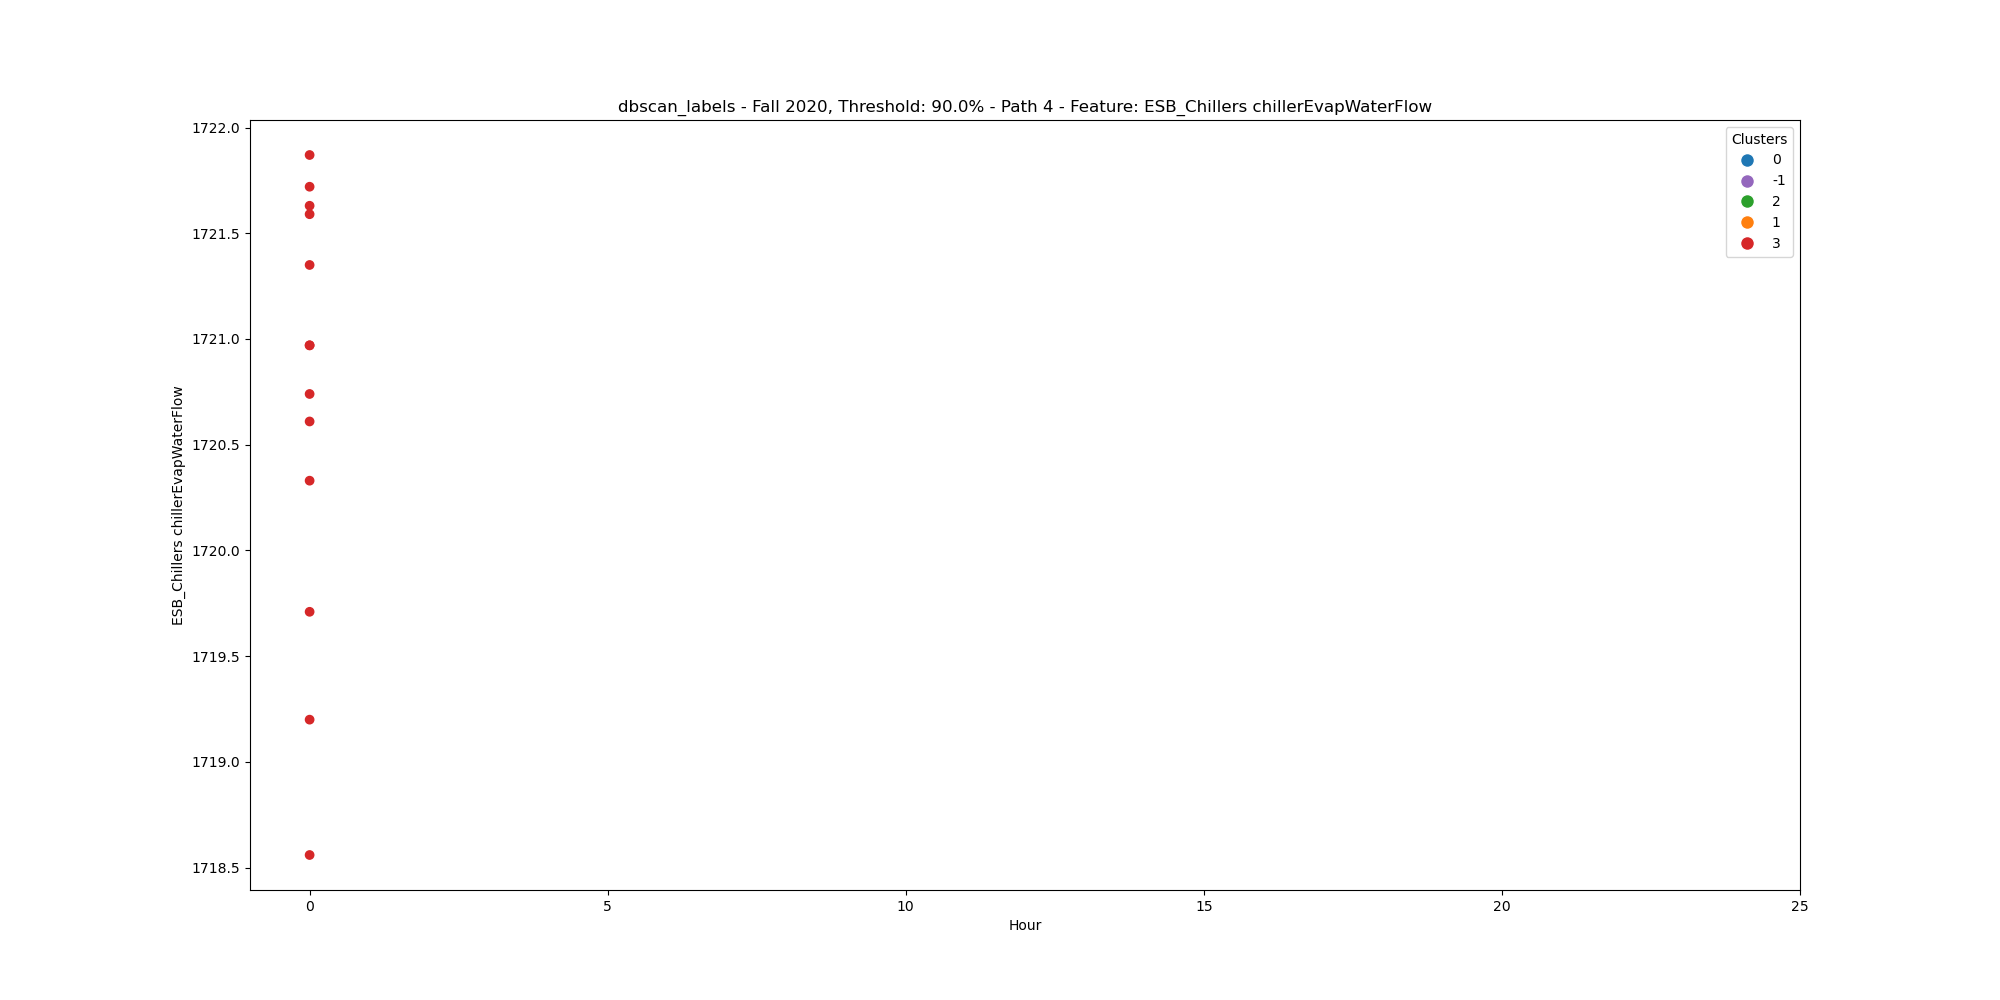 dbscan_labels - Fall 2020, Threshold: 90.0% - Path 4 - Feature: ESB_Chillers chillerEvapWaterFlow
Clusters
0
-1
2
1
3
1722.0
1721.5
1721.0
1720.5
1720.0
1719.5
1719.0
1718.5
ESB_Chillers chillerEvapWaterFlow
0 5 10 15 20 25
Hour